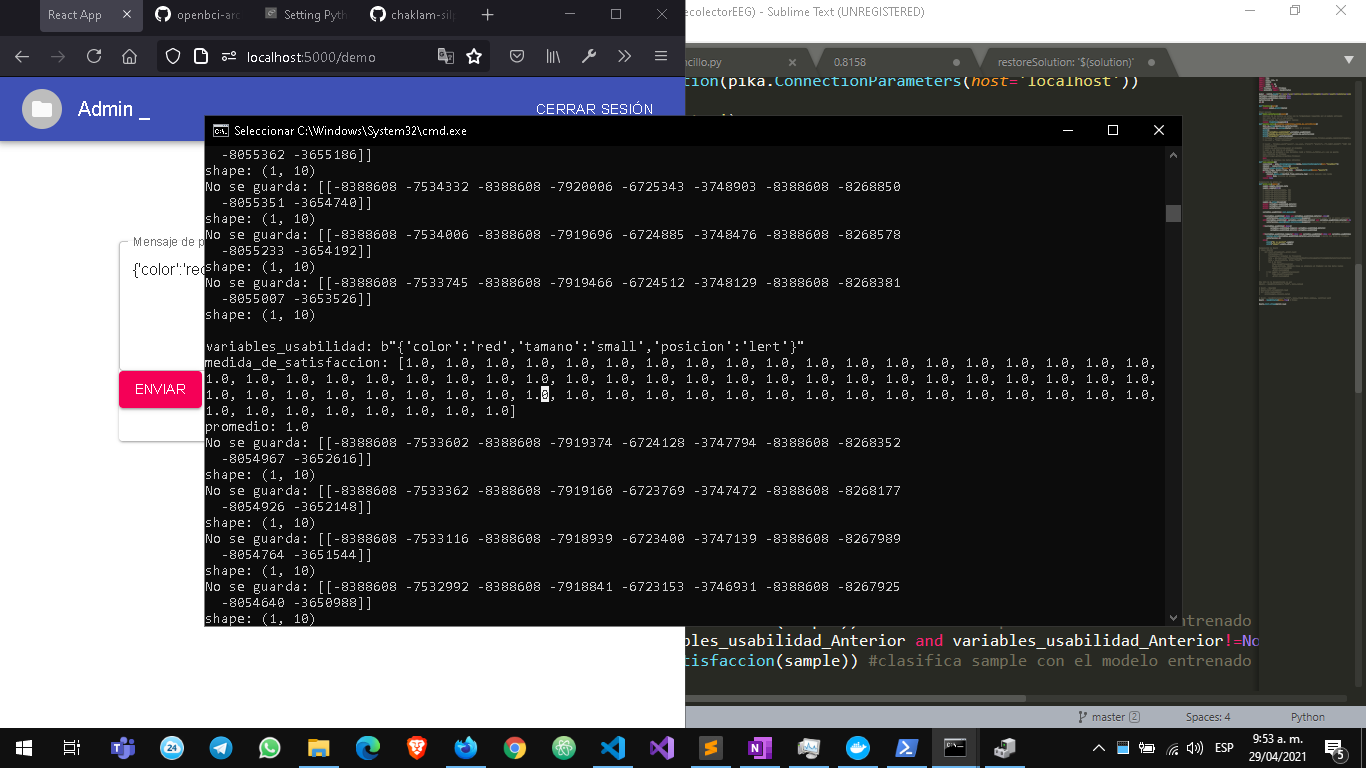 React App
openbci-arc
Setting Pyth
chaklam-silp
ecolectorEEG) - Sublime Text (UNREGISTERED)
localhost:5000/demo
ncillo.py
0.8158
restoreSolution: '$(solution)'
tion(pika.ConnectionParameters(host='localhost'))
Admin _
CERRAR SESIÓN
Seleccionar C:\Windows\System32\cmd.exe
-8055362 -3655186]]
shape: (1, 10)
No se guarda: [[-8388608 -7534332 -8388608 -7920006 -6725343 -3748903 -8388608 -8268850
-8055351 -3654740]]
shape: (1, 10)
No se guarda: [[-8388608 -7534006 -8388608 -7919696 -6724885 -3748476 -8388608 -8268578
-8055233 -3654192]]
shape: (1, 10)
No se guarda: [[-8388608 -7533745 -8388608 -7919466 -6724512 -3748129 -8388608 -8268381
-8055007 -3653526]]
shape: (1, 10)
variables_usabilidad: b"{'color':'red','tamano':'small','posicion':'lert'}"
medida_de_satisfaccion: [1.0, 1.0, 1.0, 1.0, 1.0, 1.0, 1.0, 1.0, 1.0, 1.0, 1.0, 1.0, 1.0, 1.0, 1.0, 1.0, 1.0, 1.0, 1.0,
1.0, 1.0, 1.0, 1.0, 1.0, 1.0, 1.0, 1.0, 1.0, 1.0, 1.0, 1.0, 1.0, 1.0, 1.0, 1.0, 1.0, 1.0, 1.0, 1.0, 1.0, 1.0, 1.0, 1.0,
1.0, 1.0, 1.0, 1.0, 1.0, 1.0, 1.0, 1.0, 1.0, 1.0, 1.0, 1.0, 1.0, 1.0, 1.0, 1.0, 1.0, 1.0, 1.0, 1.0, 1.0, 1.0, 1.0, 1.0,
1.0, 1.0, 1.0, 1.0, 1.0, 1.0, 1.0, 1.0]
promedio: 1.0
No se guarda: [[-8388608 -7533602 -8388608 -7919374 -6724128 -3747794 -8388608 -8268352
-8054967 -3652616]]
shape: (1, 10)
No se guarda: [[-8388608 -7533362 -8388608 -7919160 -6723769 -3747472 -8388608 -8268177
-8054926 -3652148]]
shape: (1, 10)
No se guarda: [[-8388608 -7533116 -8388608 -7918939 -6723400 -3747139 -8388608 -8267989
-8054764 -3651544]]
shape: (1, 10)
No se guarda: [[-8388608 -7532992 -8388608 -7918841 -6723153 -3746931 -8388608 -8267925
-8054640 -3650988]]
shape: (1, 10)
Mensaje de p
{'color':'red
ENVIAR
entrenado
bles_usabilidad_Anterior and variables_usabilidad_Anterior!=No
tisfaccion(sample)) #clasifica sample con el modelo entrenado
master 2
Spaces: 4
Python
24
ESP
9:53 a. m.
29/04/2021
5